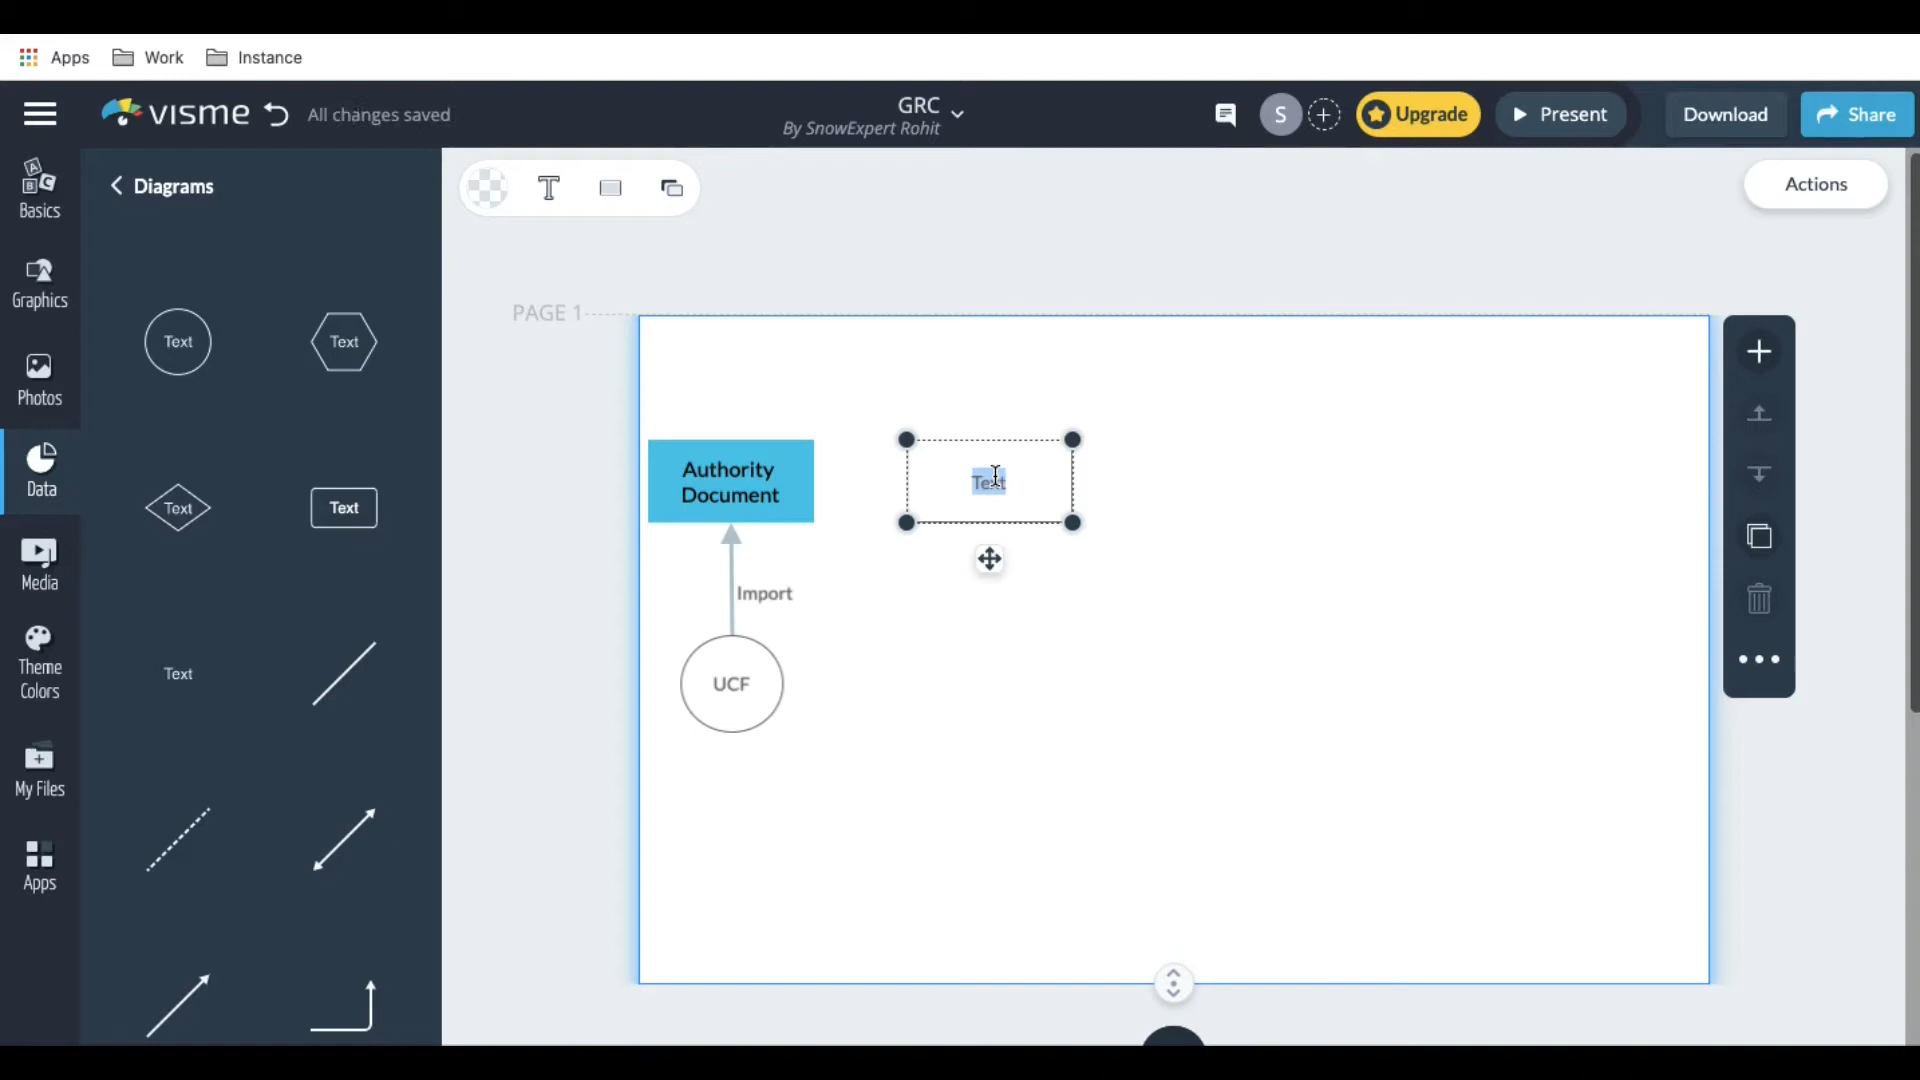 Apps
Work
Instance
visme
All changes saved
GRC
By SnowExpert Rohit
S
Upgrade
Present
Download
Share
Basics
Graphics
Photos
Data
Media
Theme
Colors
My Files
Apps
Diagrams
Text
Text
Text
Text
Text
Actions
PAGE 1
Authority
Document
Text
Import
UCF